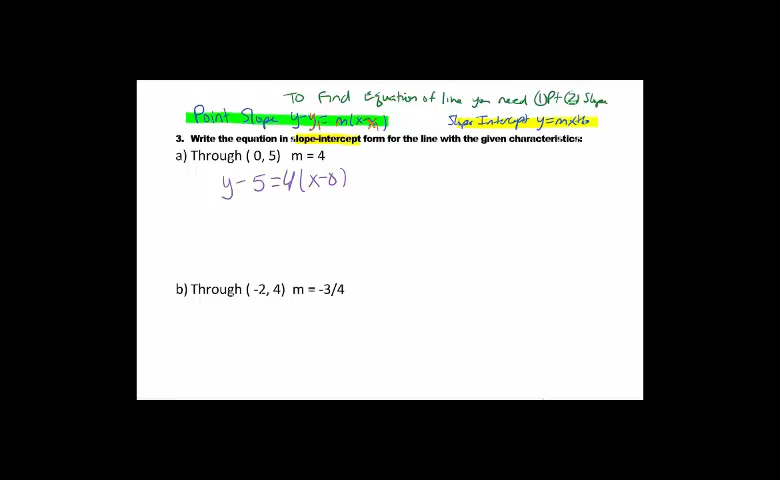 To Find Equation of line you need (1) Pt (2) Slope
Point Slope y-y₁=m(x-x₁) Slope Intercept y=mx+b
3. Write the equation in slope-intercept form for the line with the given characteristics:
a) Through ( 0, 5) m = 4
y-5=4(x-0)
b) Through ( -2, 4) m = -3/4